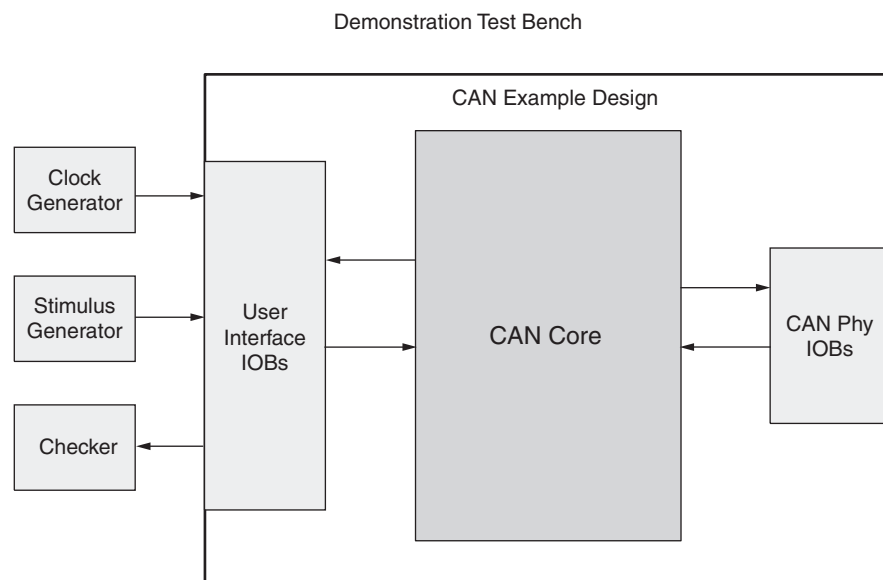 Demonstration Test Bench
CAN Example Design
Clock
Generator
Stimulus
Generator
Checker
User
Interface
IOBs
CAN Core
CAN Phy
IOBs